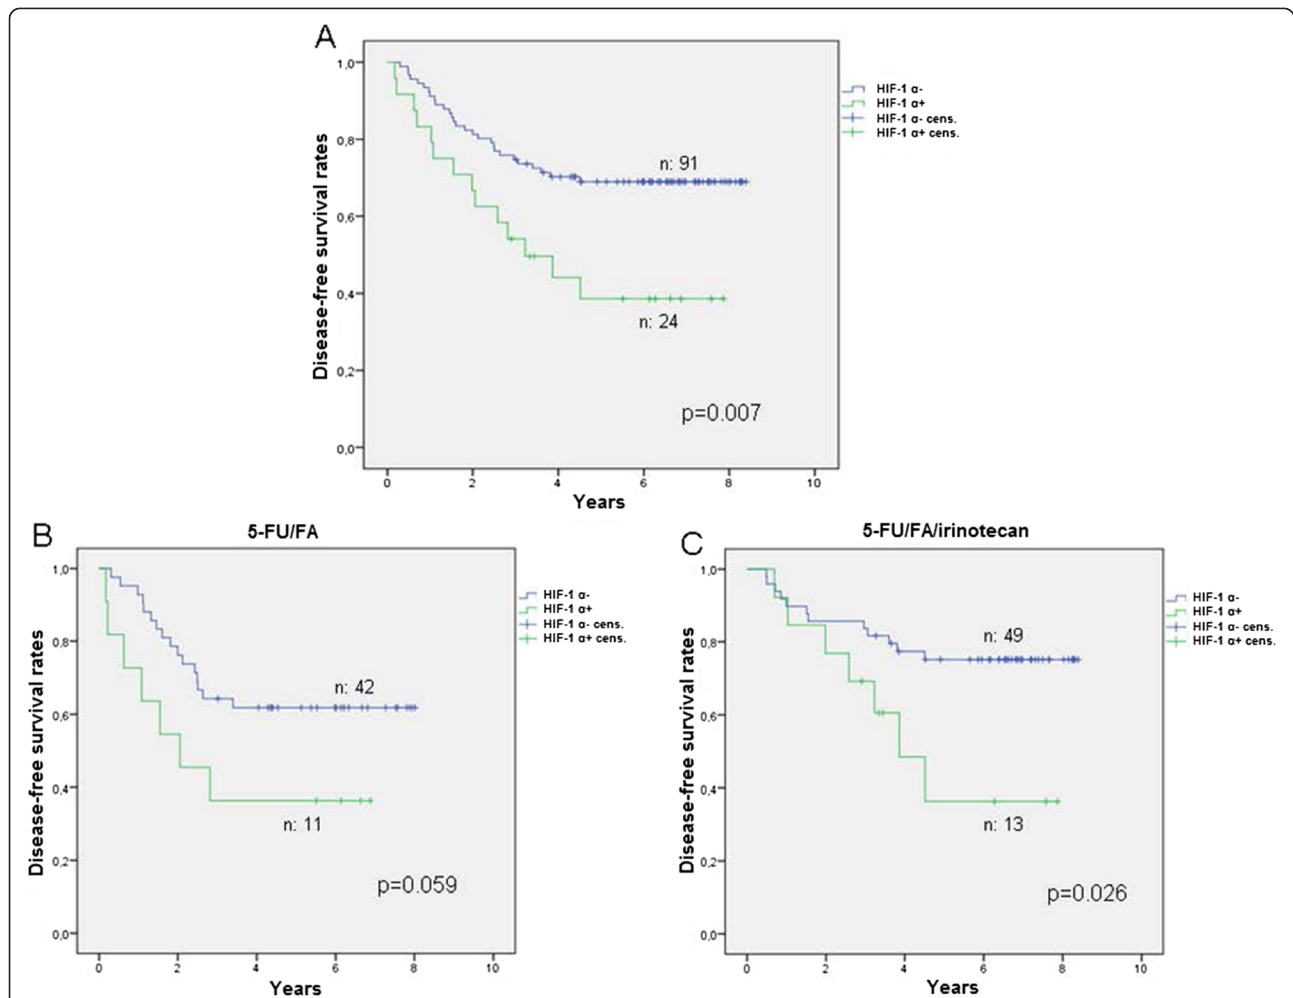 A
1,0
0,8
0,6
0,4
0,2
0,0
Disease-free survival rates
0 2 4 6 8 10
Years
n: 91
n: 24
p=0.007
HIF-1 α-
HIF-1 α+
HIF-1 α- cens.
HIF-1 α+ cens.
B
5-FU/FA
1,0
0,8
0,6
0,4
0,2
0,0
Disease-free survival rates
0 2 4 6 8 10
Years
n: 42
n: 11
p=0.059
HIF-1 α-
HIF-1 α+
HIF-1 α- cens.
HIF-1 α+ cens.
C
5-FU/FA/irinotecan
1,0
0,8
0,6
0,4
0,2
0,0
Disease-free survival rates
0 2 4 6 8 10
Years
n: 49
n: 13
p=0.026
HIF-1 α-
HIF-1 α+
HIF-1 α- cens.
HIF-1 α+ cens.